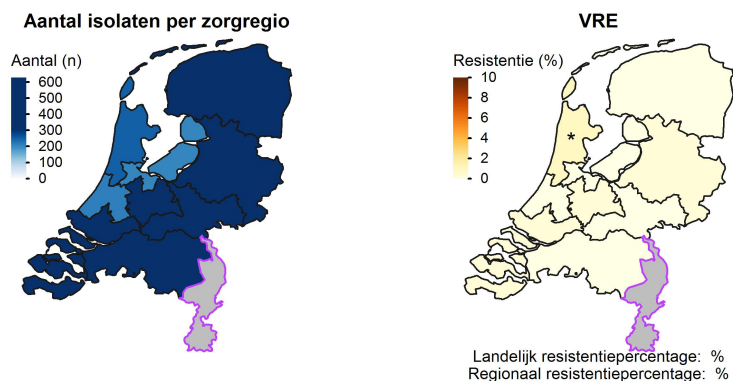 Aantal isolaten per zorgregio
Aantal (n)
600
500
400
300
200
100
0
VRE
Resistentie (%)
10
8
6
4
2
0
*
Landelijk resistentiepercentage: %
Regionaal resistentiepercentage: %